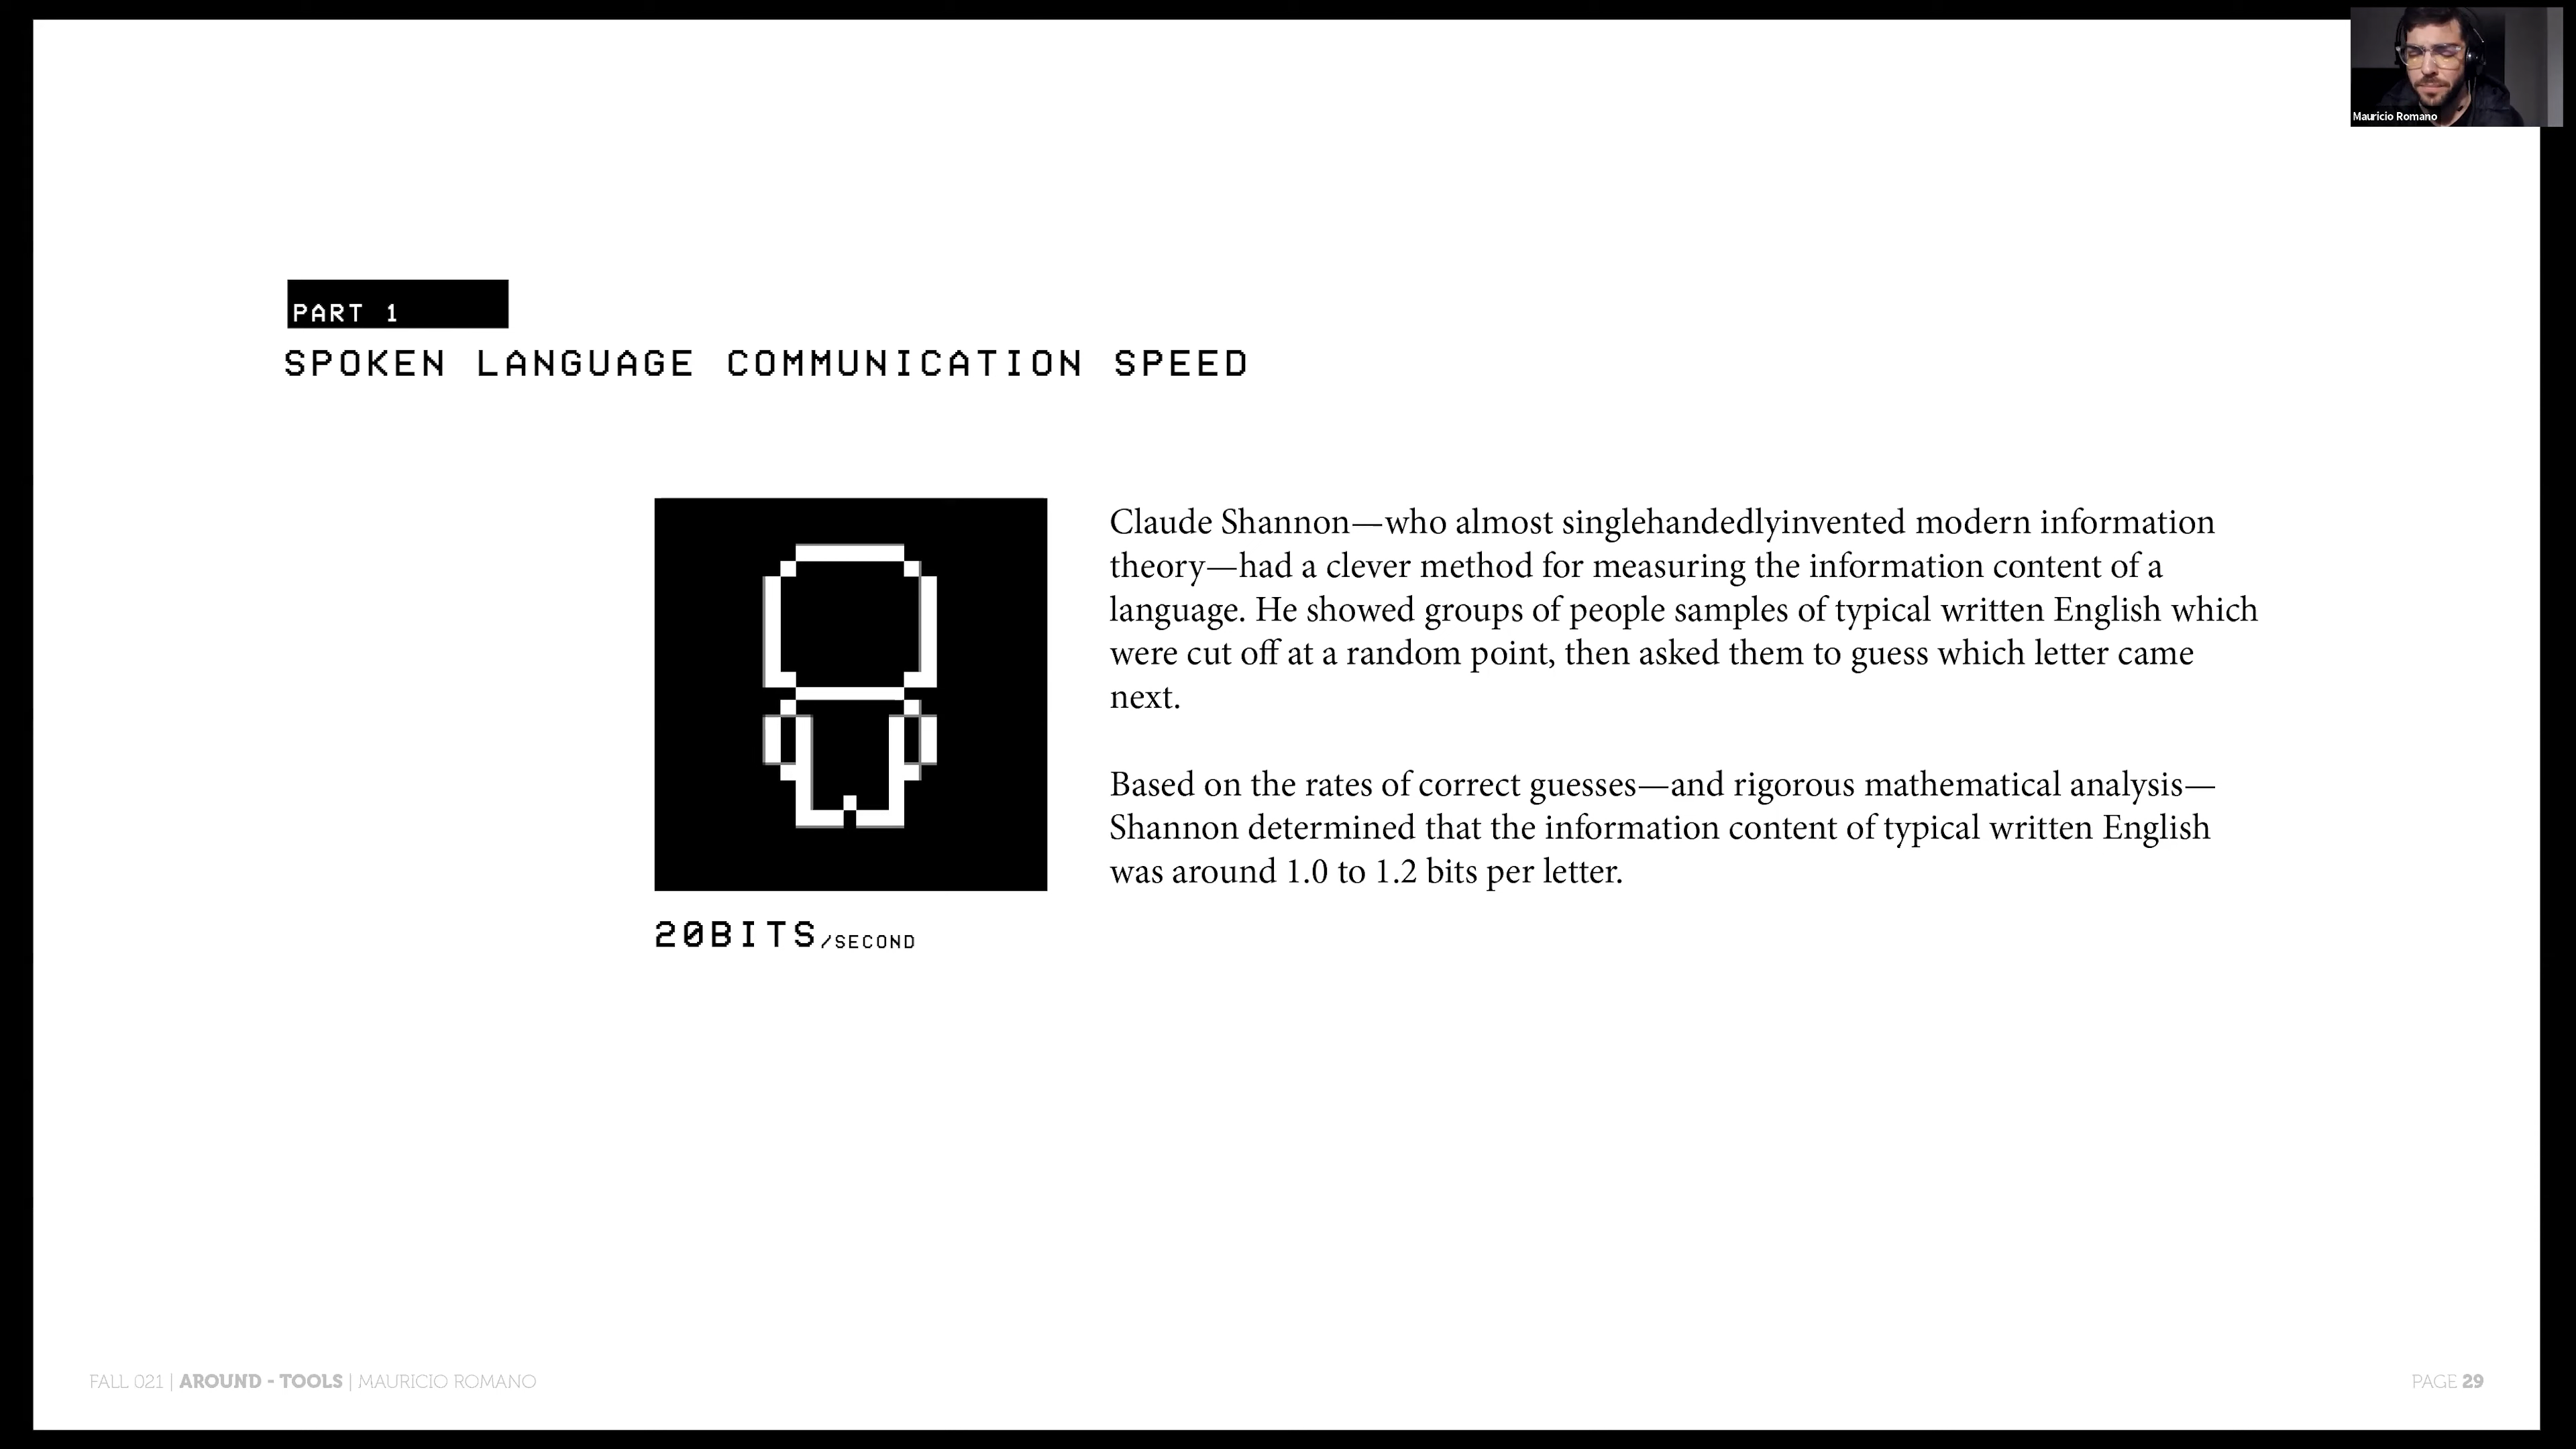 Mauricio Romano
PART 1
SPOKEN LANGUAGE COMMUNICATION SPEED
Claude Shannon—who almost singlehandedlyinvented modern information
theory—had a clever method for measuring the information content of a
language. He showed groups of people samples of typical written English which
were cut off at a random point, then asked them to guess which letter came
next.
Based on the rates of correct guesses—and rigorous mathematical analysis—
Shannon determined that the information content of typical written English
was around 1.0 to 1.2 bits per letter.
20BITS/SECOND
FALL 021 | AROUND - TOOLS | MAURICIO ROMANO
PAGE 29